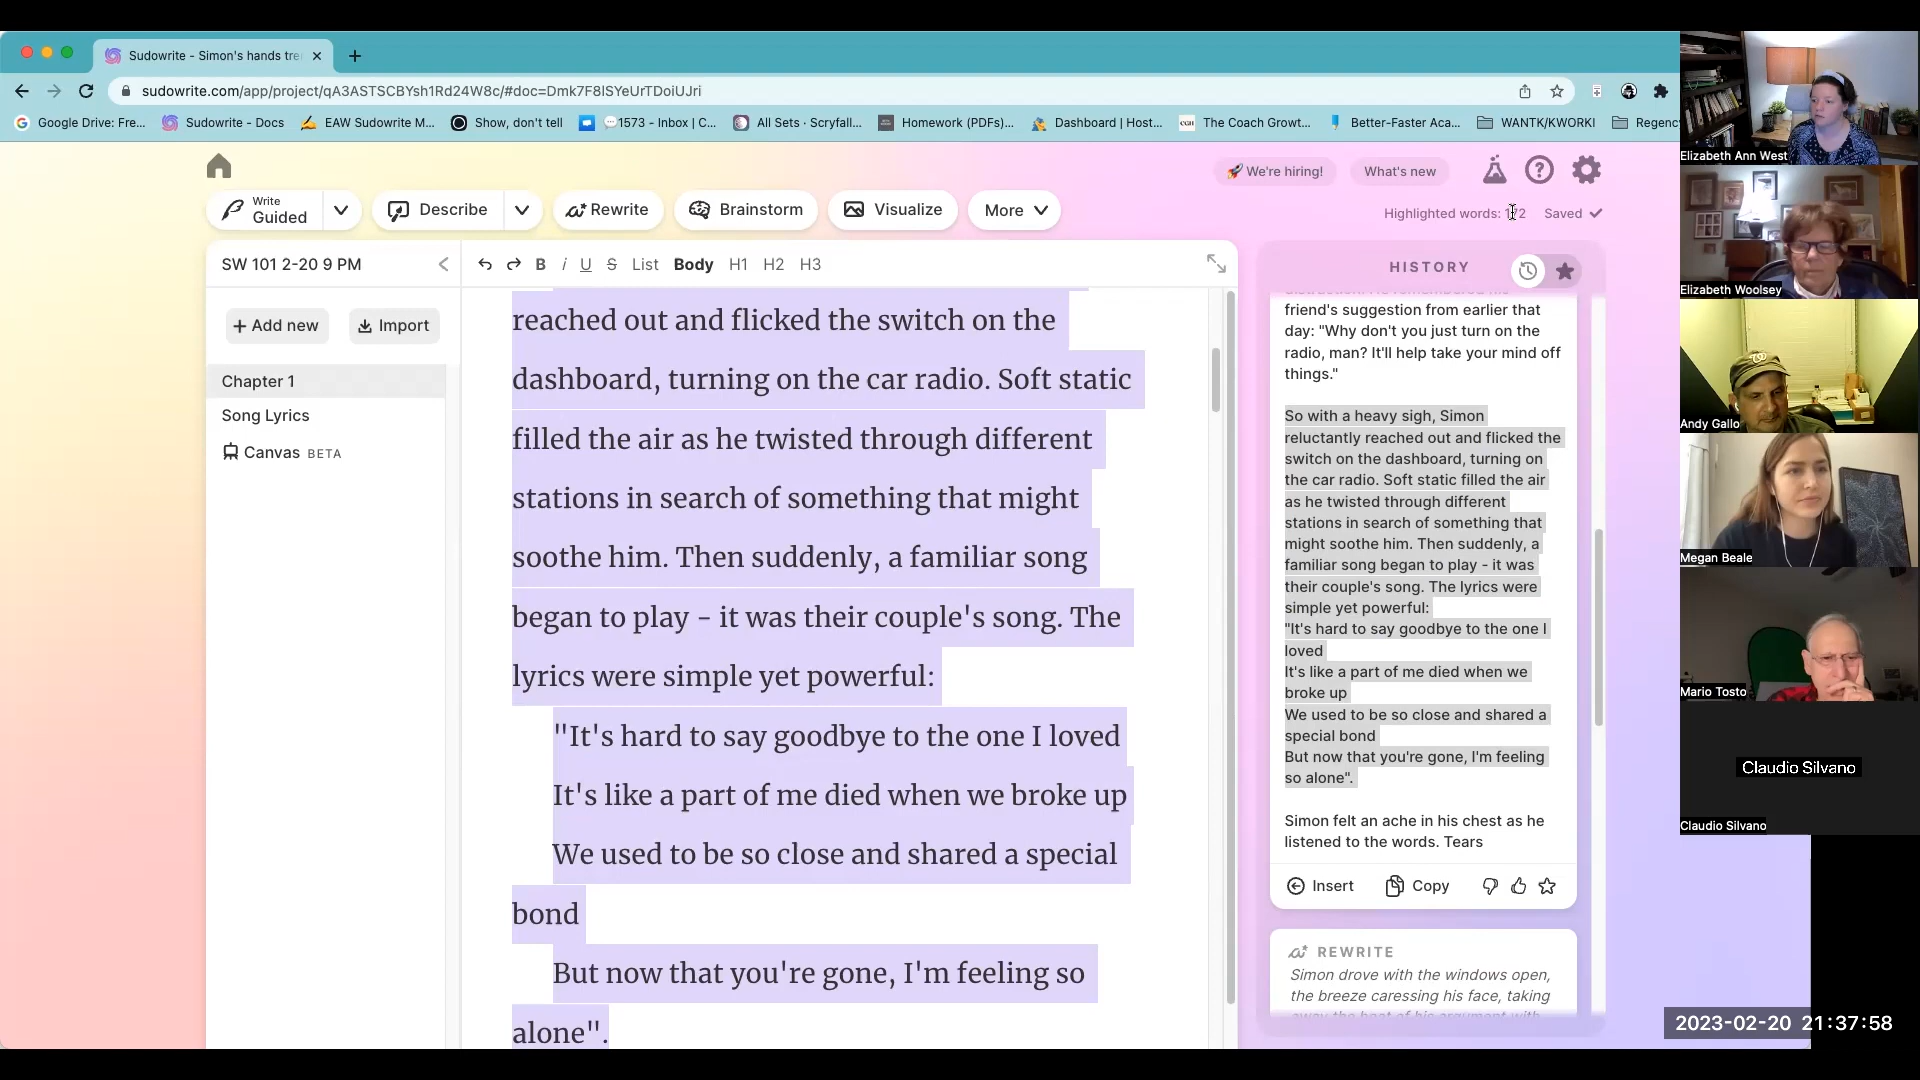 Sudowrite - Simon's hands tre
sudowrite.com/app/project/qA3ASTSCBYsh1Rd24W8c/#doc=Dmk7F8ISYeUrTDoiUJri
Google Drive: Fre...
Sudowrite - Docs
EAW Sudowrite M...
Show, don't tell
1573 - Inbox | C...
All Sets · Scryfall...
Homework (PDFs)...
Dashboard | Host...
The Coach Growt...
Better-Faster Aca...
WANTK/KWORKI
Regency
We're hiring!
What's new
Write
Guided
Describe
Rewrite
Brainstorm
Visualize
More
Highlighted words:
Saved
SW 101 2-20 9 PM
B i U S List Body H1 H2 H3
Add new
Import
Chapter 1
Song Lyrics
Canvas BETA
reached out and flicked the switch on the
dashboard, turning on the car radio. Soft static
filled the air as he twisted through different
stations in search of something that might
soothe him. Then suddenly, a familiar song
began to play - it was their couple's song. The
lyrics were simple yet powerful:
"It's hard to say goodbye to the one I loved
It's like a part of me died when we broke up
We used to be so close and shared a special
bond
But now that you're gone, I'm feeling so
alone".
HISTORY
friend's suggestion from earlier that
day: "Why don't you just turn on the
radio, man? It'll help take your mind off
things."
So with a heavy sigh, Simon
reluctantly reached out and flicked the
switch on the dashboard, turning on
the car radio. Soft static filled the air
as he twisted through different
stations in search of something that
might soothe him. Then suddenly, a
familiar song began to play - it was
their couple's song. The lyrics were
simple yet powerful:
"It's hard to say goodbye to the one I
loved
It's like a part of me died when we
broke up
We used to be so close and shared a
special bond
But now that you're gone, I'm feeling
so alone".
Simon felt an ache in his chest as he
listened to the words. Tears
Insert
Copy
REWRITE
Simon drove with the windows open,
the breeze caressing his face, taking
away the heat of his argument with
Elizabeth Ann West
Elizabeth Woolsey
Andy Gallo
Megan Beale
Mario Tosto
Claudio Silvano
Claudio Silvano
2023-02-20 21:37:58